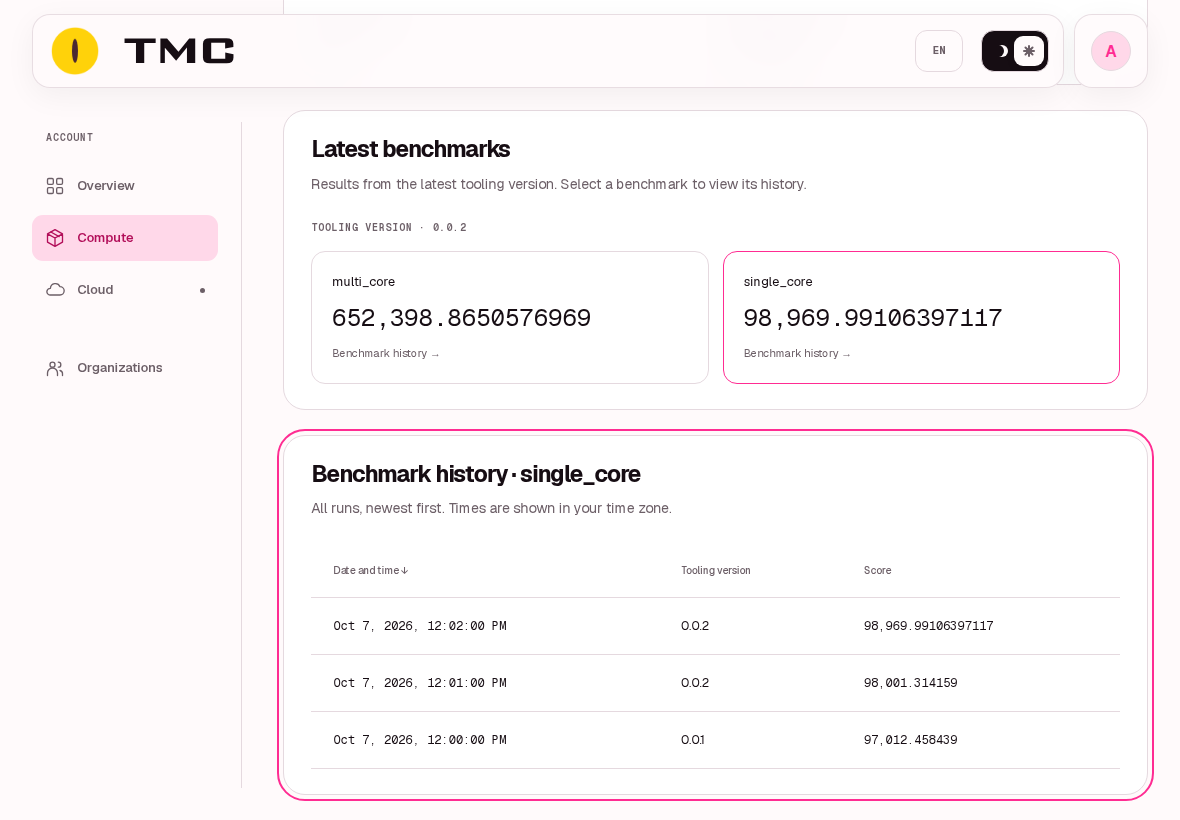 TMC
EN
A
ACCOUNT
Overview
Compute
Cloud
Organizations
Latest benchmarks
Results from the latest tooling version. Select a benchmark to view its history.
TOOLING VERSION · 0.0.2
multi_core
652,398.8650576969
Benchmark history →
single_core
98,969.99106397117
Benchmark history →
Benchmark history · single_core
All runs, newest first. Times are shown in your time zone.
Date and time ↓ Tooling version Score
Oct 7, 2026, 12:02:00 PM 0.0.2 98,969.99106397117
Oct 7, 2026, 12:01:00 PM 0.0.2 98,001.314159
Oct 7, 2026, 12:00:00 PM 0.0.1 97,012.458439